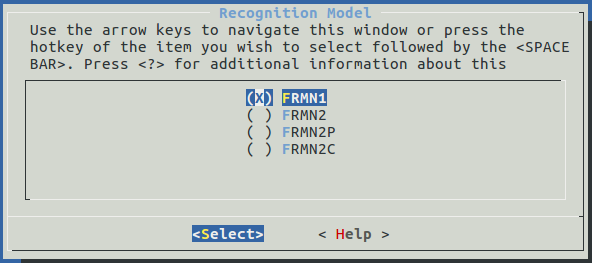 Recognition Model
Use the arrow keys to navigate this window or press the
hotkey of the item you wish to select followed by the <SPACE
BAR>. Press <?> for additional information about this
(X) FRMN1
( ) FRMN2
( ) FRMN2P
( ) FRMN2C
<Select> < Help >